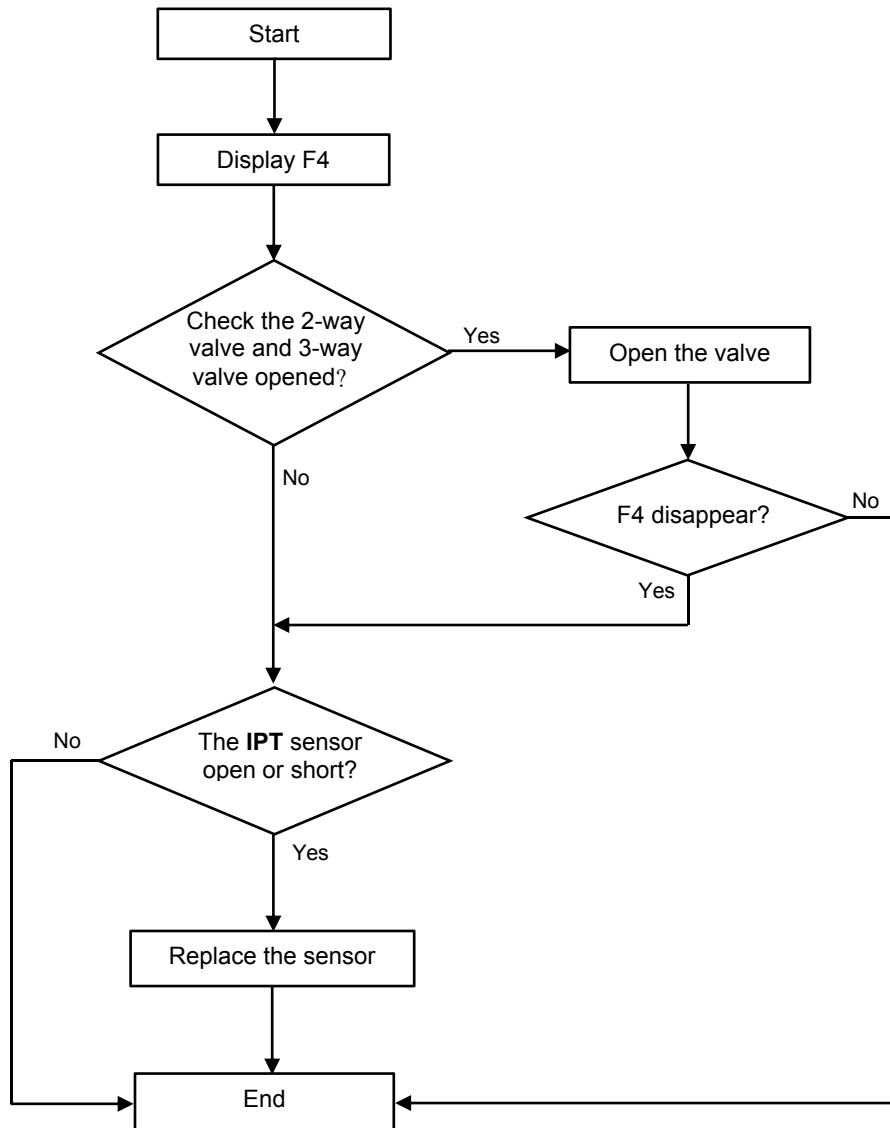 Start
Display F4
Check the 2-way
valve and 3-way
valve opened?
Yes
Open the valve
No
F4 disappear?
No
Yes
No
The IPT sensor
open or short?
Yes
Replace the sensor
End